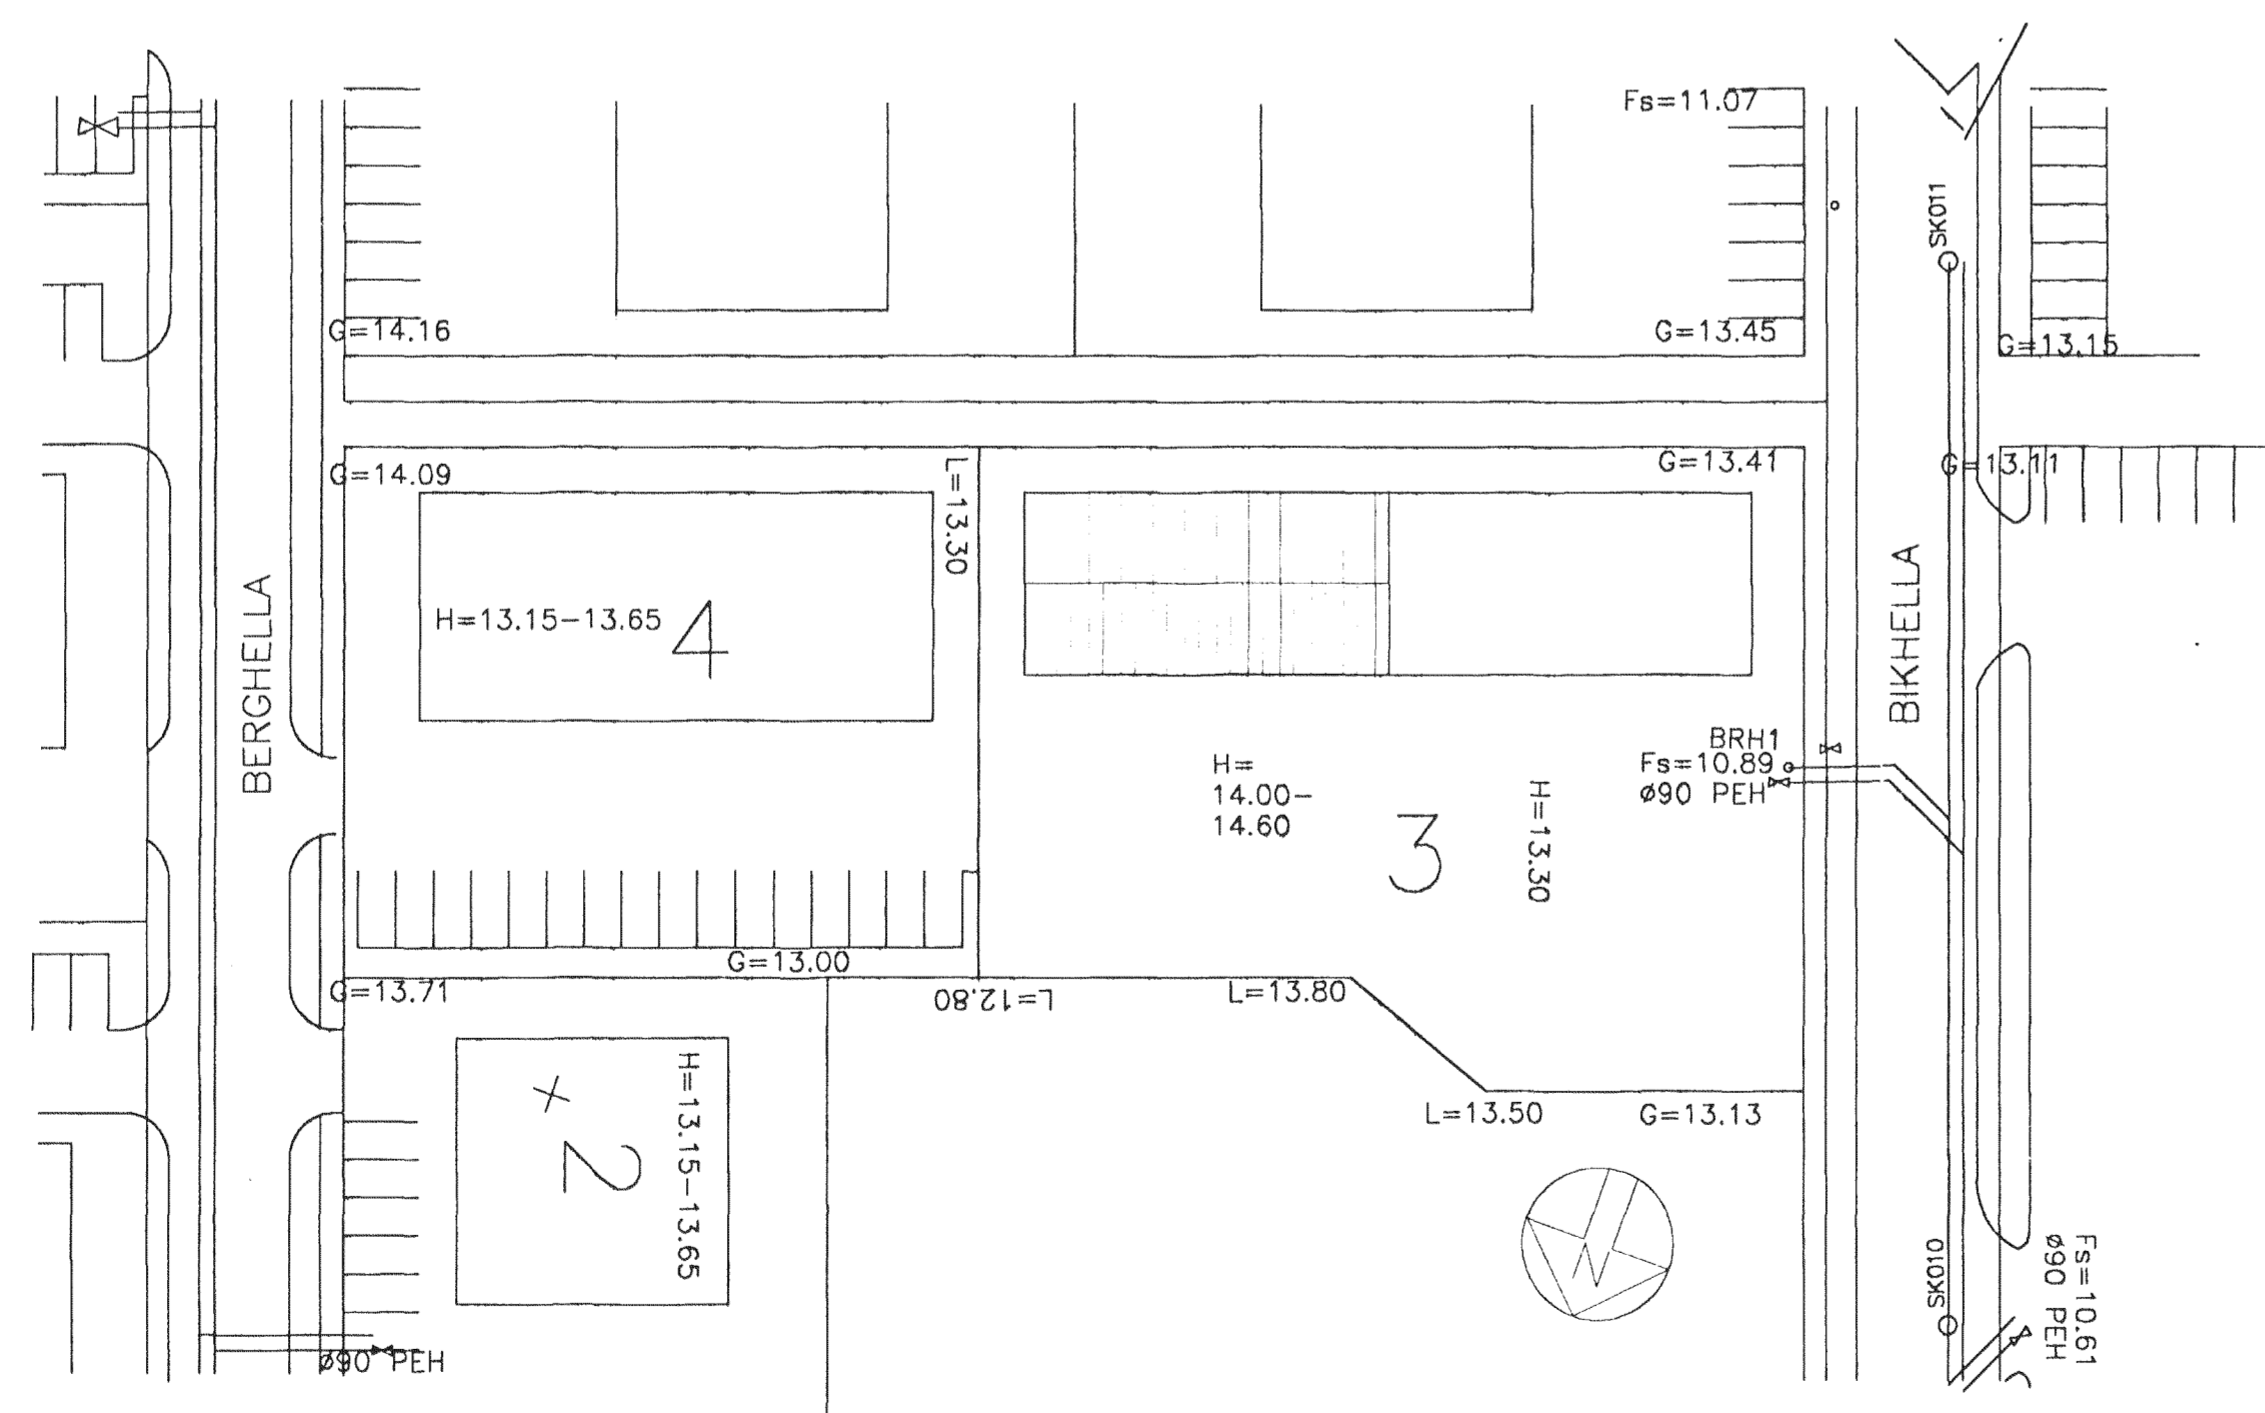 Fs=11.07
SK011
G=14.16
G=13.45
G=13.15
G=14.09
L=13.30
G=13.41
G=13.11
H=13.15-13.65
4
BERGHELLA
BIKHELLA
BRH1
Fs=10.89
ø90 PEH
H=
14.00-
14.60
3
H=13.30
G=13.00
G=13.71
L=12.80
L=13.80
L=13.50
G=13.13
H=13.15-13.65
2
N
SK010
Fs=10.61
ø90 PEH
ø90 PEH